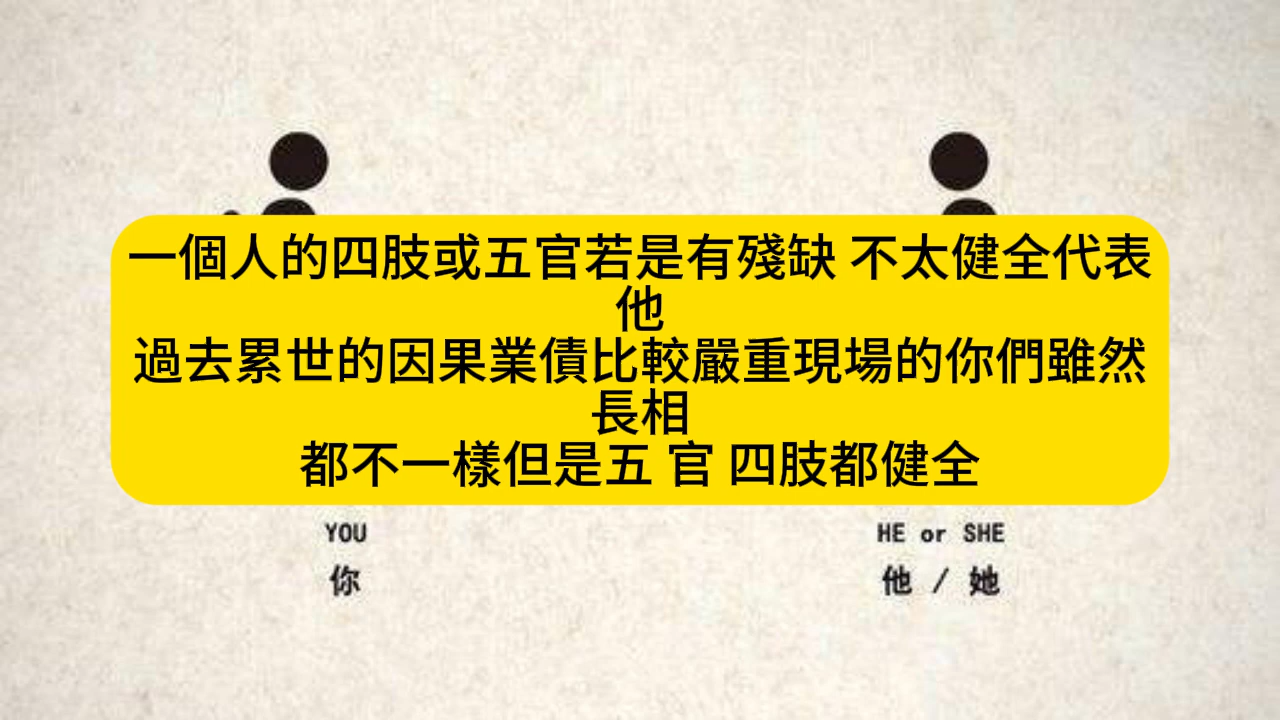 一個人的四肢或五官若是有殘缺 不太健全代表
他
過去累世的因果業債比較嚴重現場的你們雖然
長相
都不一樣但是五 官 四肢都健全
YOU
HE or SHE
你
他 / 她